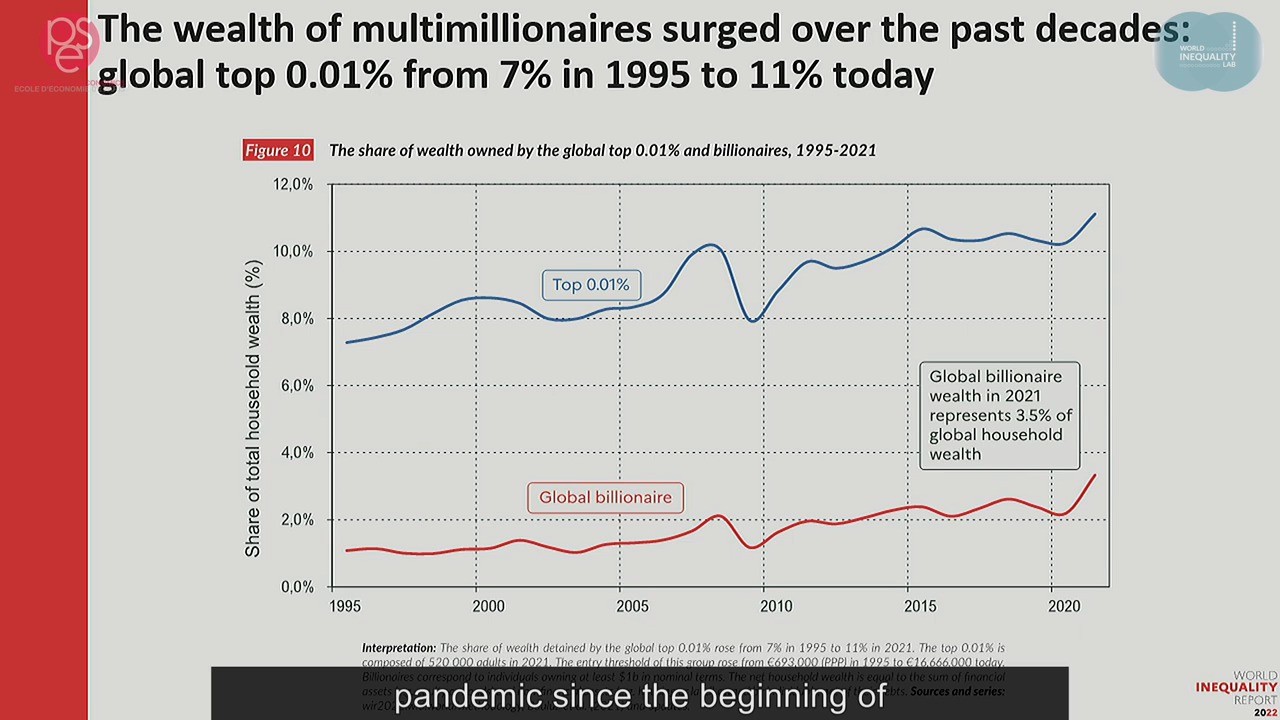 The wealth of multimillionaires surged over the past decades:
global top 0.01% from 7% in 1995 to 11% today
pse
ECOLE D'ECONOMIE
WORLD
INEQUALITY
LAB
Figure 10 The share of wealth owned by the global top 0.01% and billionaires, 1995-2021
12,0%
10,0%
8,0%
6,0%
4,0%
2,0%
0,0%
Share of total household wealth (%)
Top 0.01%
Global billionaire
Global billionaire
wealth in 2021
represents 3.5% of
global household
wealth
1995 2000 2005 2010 2015 2020
Interpretation: The share of wealth detained by the global top 0.01% rose from 7% in 1995 to 11% in 2021. The top 0.01% is
composed of 520 000 adults in 2021. The entry threshold of this group rose from €693,000 (PPP) in 1995 to €16,666,000 today.
Billionaires correspond to individuals owning at least $1b in nominal terms. The net household wealth is equal to the sum of financial
assets Sources and series:
pandemic since the beginning of
WORLD
INEQUALITY
REPORT
2022